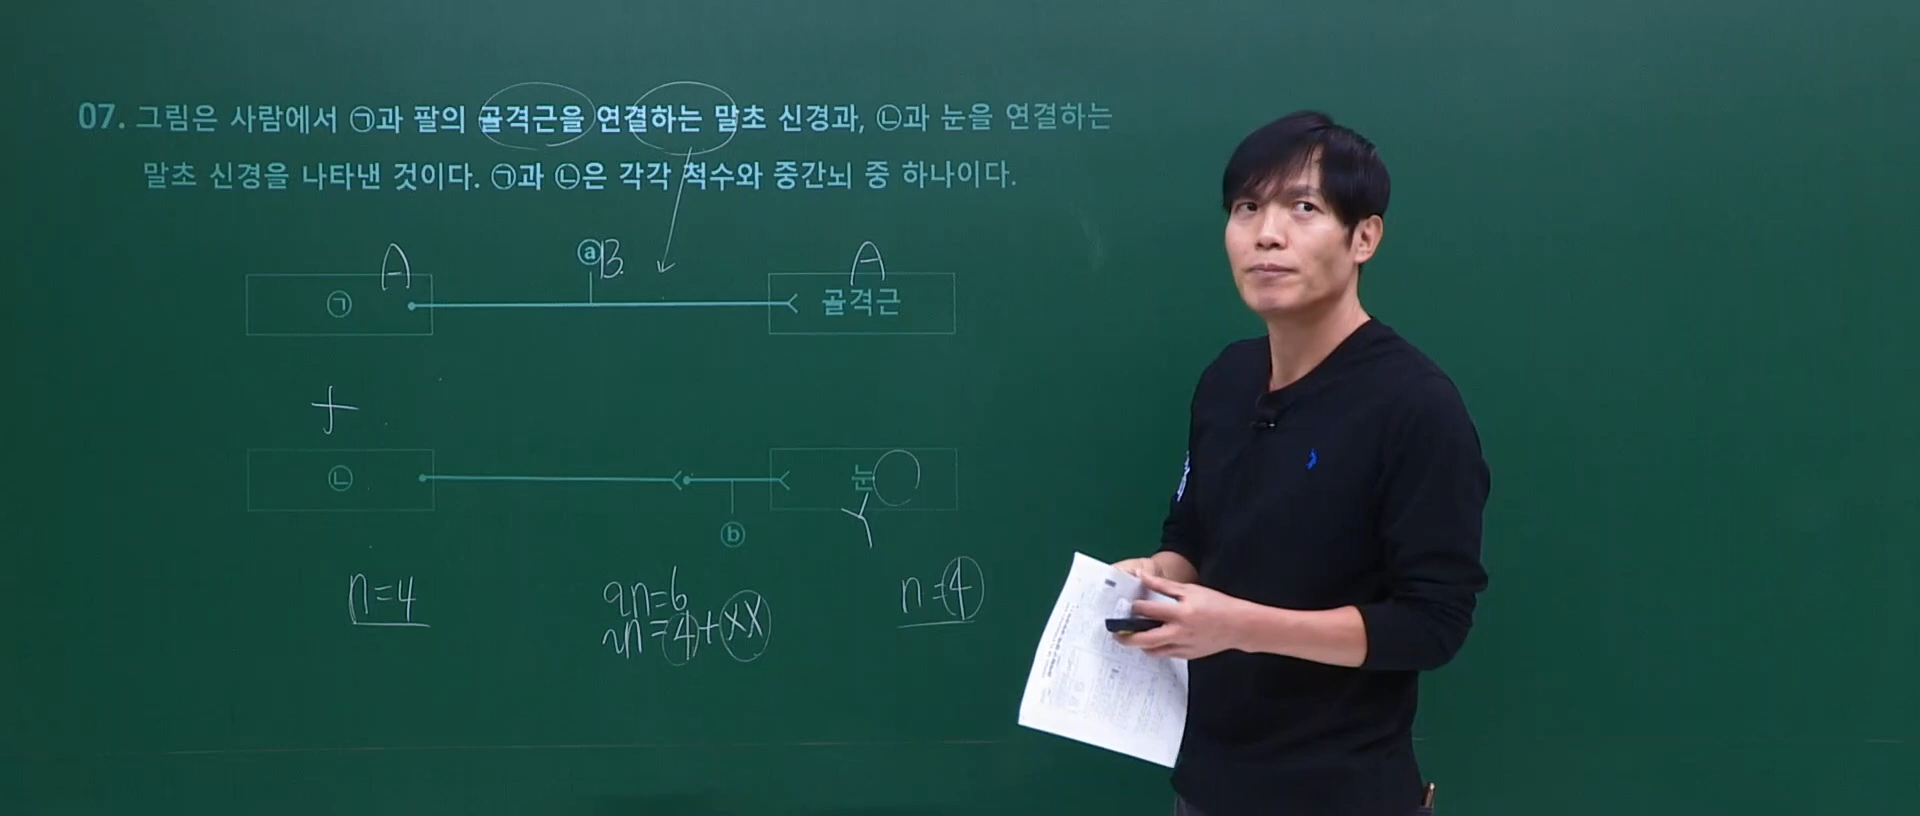 07. 그림은 사람에서 ㉠과 팔의 골격근을 연결하는 말초 신경과, ㉡과 눈을 연결하는
말초 신경을 나타낸 것이다. ㉠과 ㉡은 각각 척수와 중간뇌 중 하나이다.
A ⓐ B A
㉠ 골격근
㉡ 눈
ⓑ
n=4 2n=6 n=4
2n=4+XX